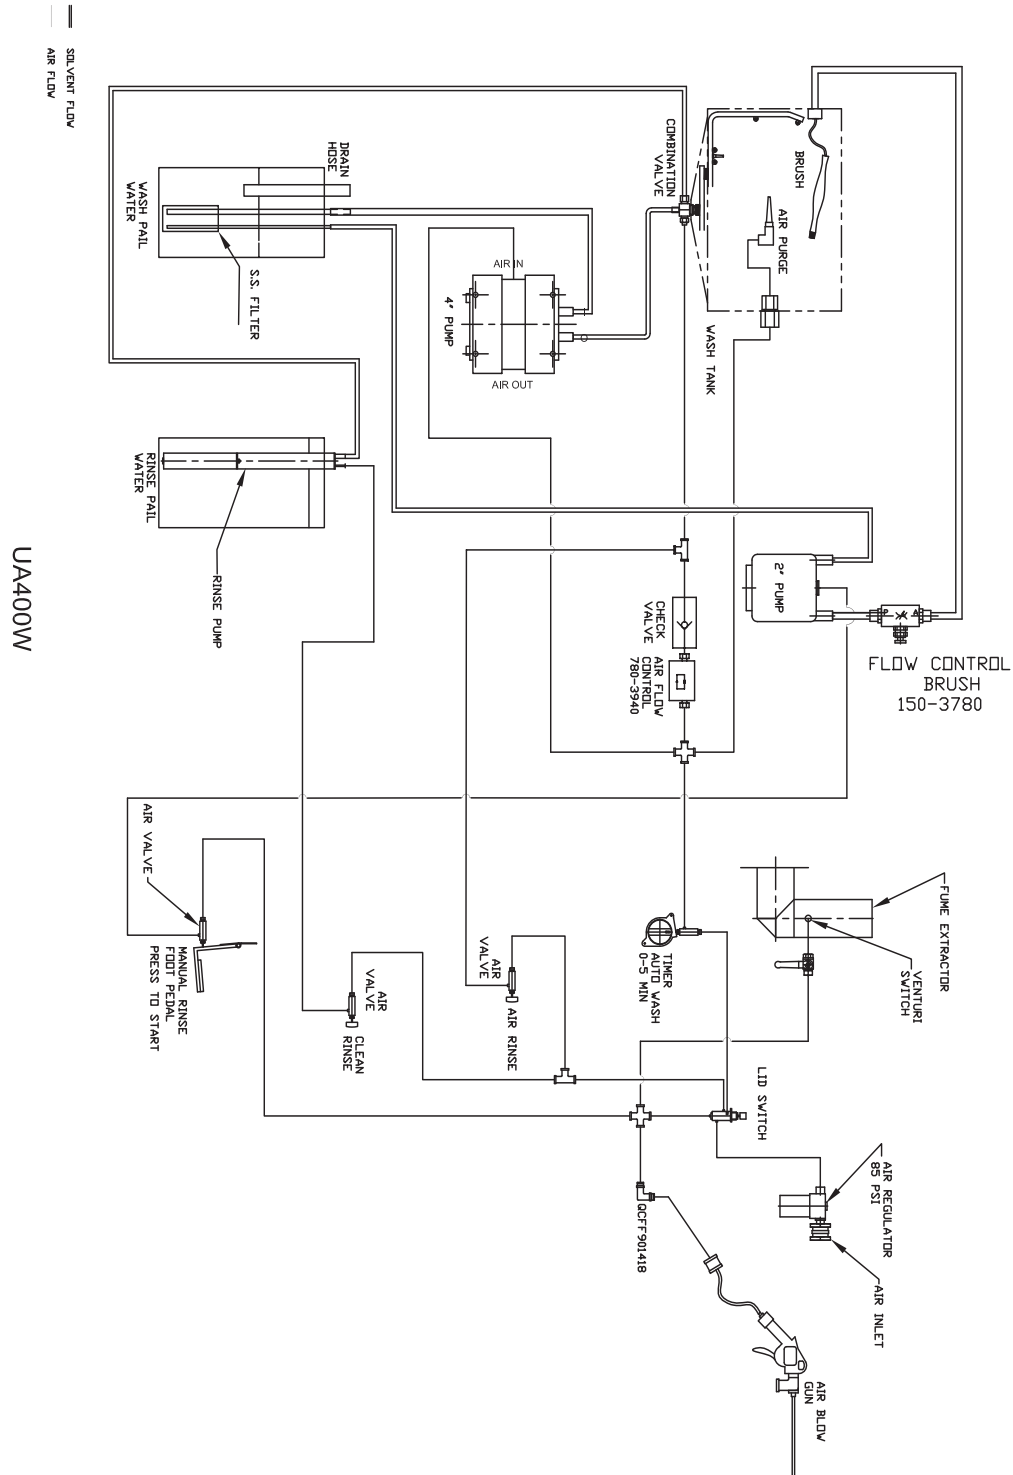 SOLVENT FLOW
AIR FLOW
DRAIN
HOSE
WASH PAIL
WATER
S.S. FILTER
AIR IN
4" PUMP
AIR OUT
COMBINATION
VALVE
BRUSH
AIR PURGE
WASH TANK
RINSE PAIL
WATER
RINSE PUMP
UA400W
2" PUMP
CHECK
VALVE
AIR FLOW
CONTROL
780-3940
P
A
FLOW CONTROL
BRUSH
150-3780
AIR VALVE
MANUAL RINSE
FOOT PEDAL
PRESS TO START
AIR
VALVE
CLEAN
RINSE
AIR
VALVE
AIR RINSE
TIMER
AUTO WASH
0-5 MIN
FUME EXTRACTOR
VENTURI
SWITCH
LID SWITCH
AIR REGULATOR
85 PSI
AIR INLET
QCFF901418
AIR BLOW
GUN